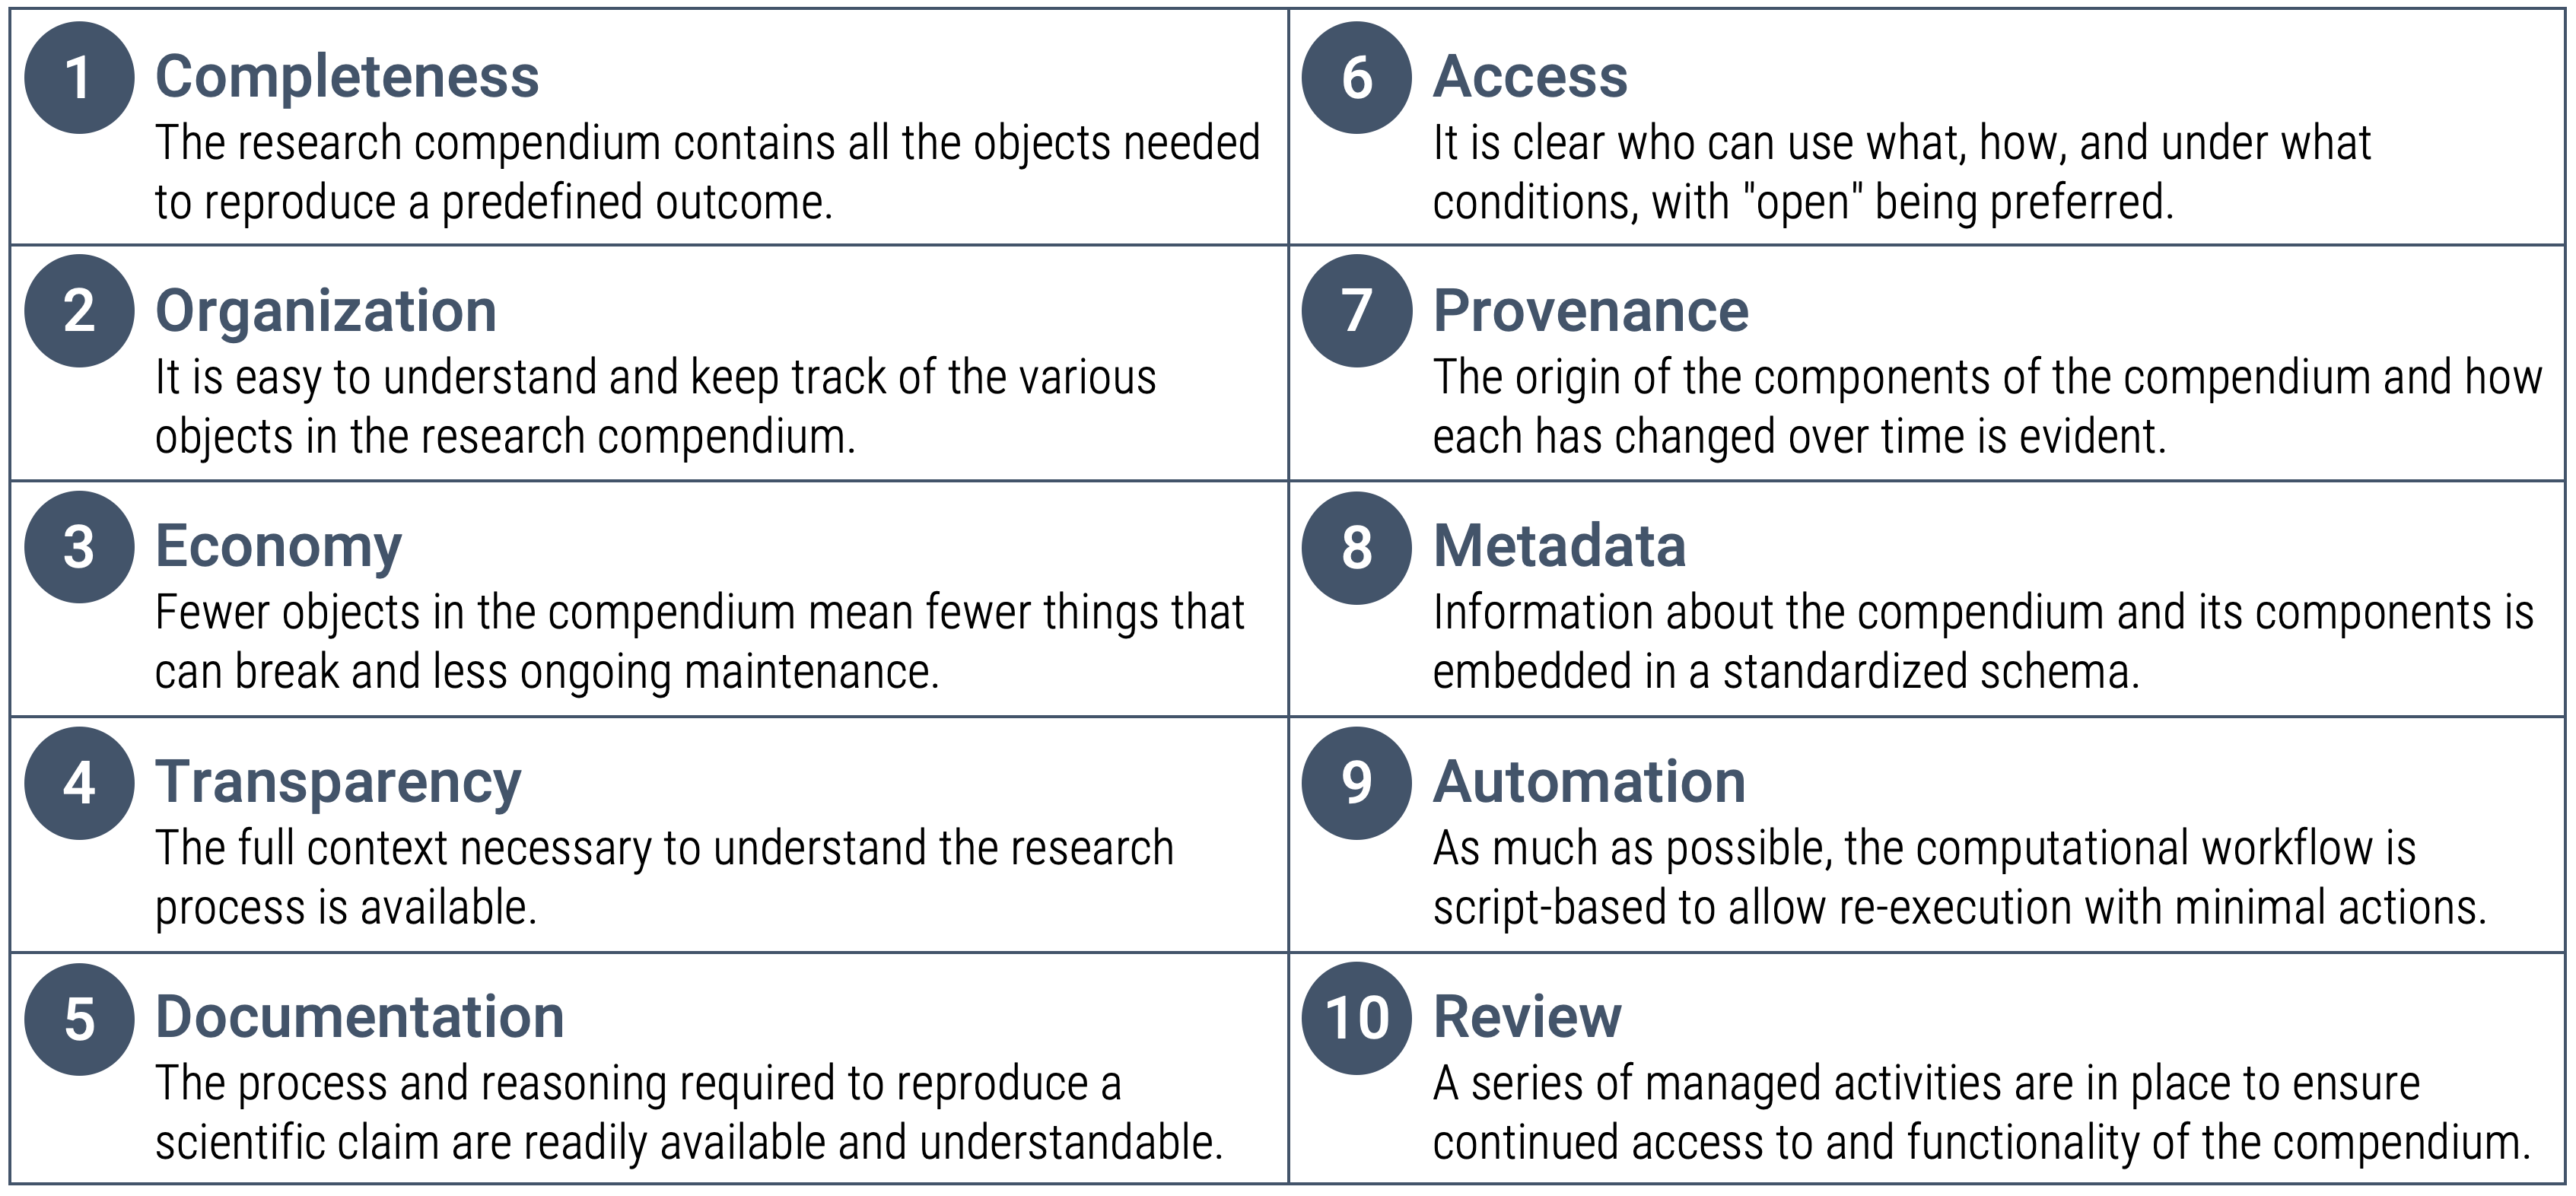 1 Completeness
The research compendium contains all the objects needed
to reproduce a predefined outcome.
2 Organization
It is easy to understand and keep track of the various
objects in the research compendium.
3 Economy
Fewer objects in the compendium mean fewer things that
can break and less ongoing maintenance.
4 Transparency
The full context necessary to understand the research
process is available.
5 Documentation
The process and reasoning required to reproduce a
scientific claim are readily available and understandable.
6 Access
It is clear who can use what, how, and under what
conditions, with "open" being preferred.
7 Provenance
The origin of the components of the compendium and how
each has changed over time is evident.
8 Metadata
Information about the compendium and its components is
embedded in a standardized schema.
9 Automation
As much as possible, the computational workflow is
script-based to allow re-execution with minimal actions.
10 Review
A series of managed activities are in place to ensure
continued access to and functionality of the compendium.